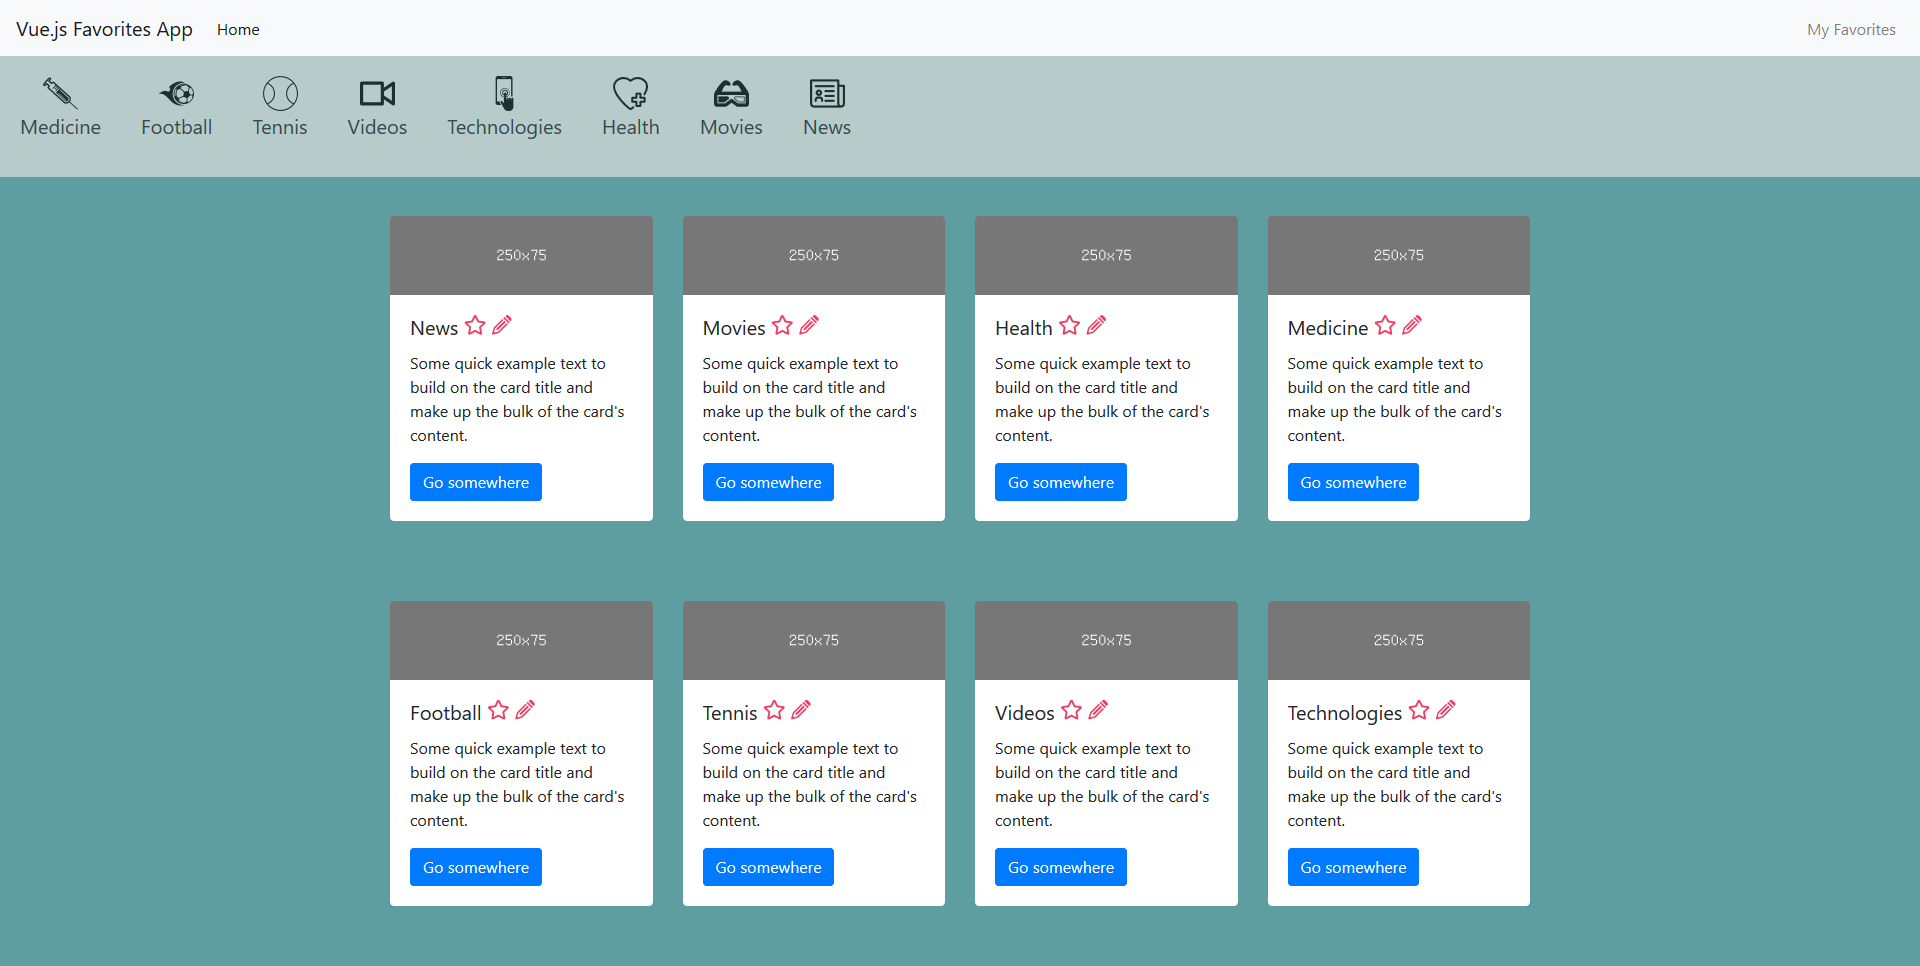 Vue.js Favorites App Home My Favorites
Medicine Football Tennis Videos Technologies Health Movies News
250x75
News
Some quick example text to
build on the card title and
make up the bulk of the card's
content.
Go somewhere
250x75
Movies
Some quick example text to
build on the card title and
make up the bulk of the card's
content.
Go somewhere
250x75
Health
Some quick example text to
build on the card title and
make up the bulk of the card's
content.
Go somewhere
250x75
Medicine
Some quick example text to
build on the card title and
make up the bulk of the card's
content.
Go somewhere
250x75
Football
Some quick example text to
build on the card title and
make up the bulk of the card's
content.
Go somewhere
250x75
Tennis
Some quick example text to
build on the card title and
make up the bulk of the card's
content.
Go somewhere
250x75
Videos
Some quick example text to
build on the card title and
make up the bulk of the card's
content.
Go somewhere
250x75
Technologies
Some quick example text to
build on the card title and
make up the bulk of the card's
content.
Go somewhere